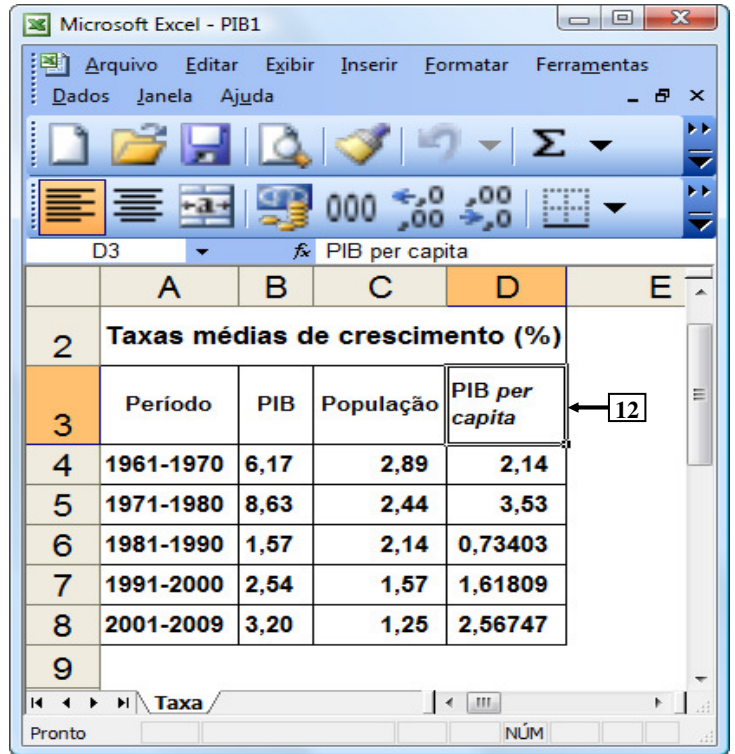 Microsoft Excel - PIB1
Arquivo Editar Exibir Inserir Formatar Ferramentas
Dados Janela Ajuda
Σ
a 000 ,0 ,00 ,00 ,0
D3 fx PIB per capita
A B C D E
2 Taxas médias de crescimento (%)
3 Período PIB População PIB per capita 12
4 1961-1970 6,17 2,89 2,14
5 1971-1980 8,63 2,44 3,53
6 1981-1990 1,57 2,14 0,73403
7 1991-2000 2,54 1,57 1,61809
8 2001-2009 3,20 1,25 2,56747
9
Taxa
Pronto NÚM